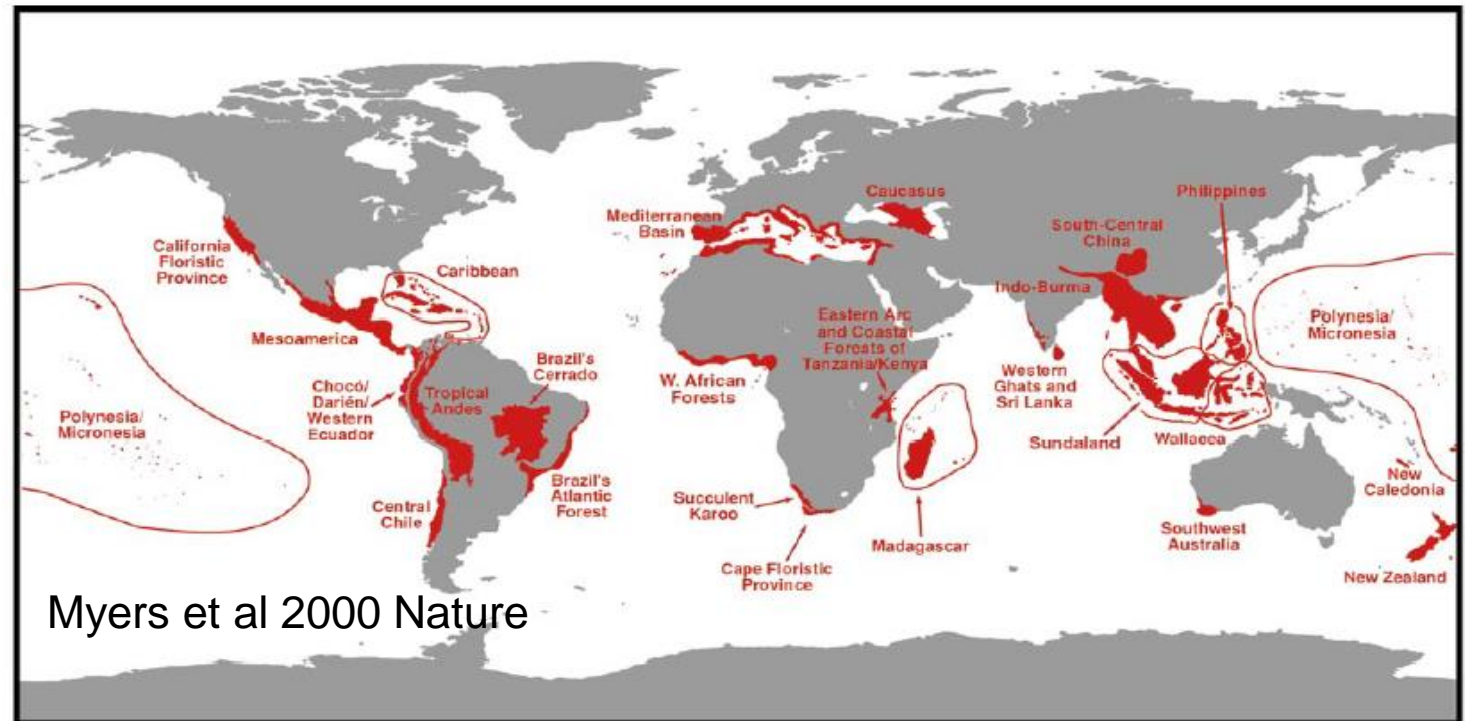 Caucasus
Philippines
Mediterranean
Basin
South-Central
China
California
Floristic
Province
Caribbean
Indo-Burma
Eastern Arc
and Coastal
Forests of
Tanzania/Kenya
Polynesia/
Micronesia
Mesoamerica
Brazil's
Cerrado
W. African
Forests
Western
Ghats and
Sri Lanka
Chocó/
Darién/
Western
Ecuador
Tropical
Andes
Polynesia/
Micronesia
Sundaland
Wallacea
Brazil's
Atlantic
Forest
Succulent
Karoo
New
Caledonia
Central
Chile
Madagascar
Southwest
Australia
Cape Floristic
Province
New Zealand
Myers et al 2000 Nature